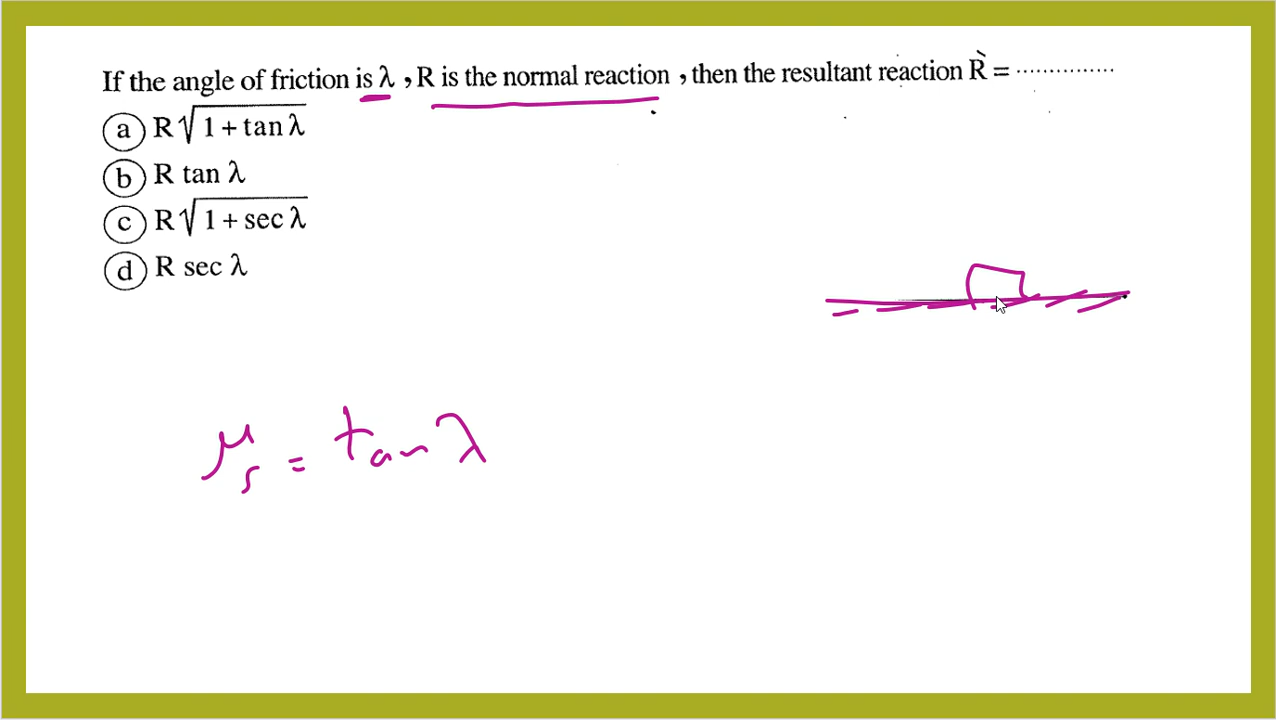 If the angle of friction is λ , R is the normal reaction , then the resultant reaction R̀ = ...............
a R√1 + tan λ
b R tan λ
c R√1 + sec λ
d R sec λ
μs = tan λ